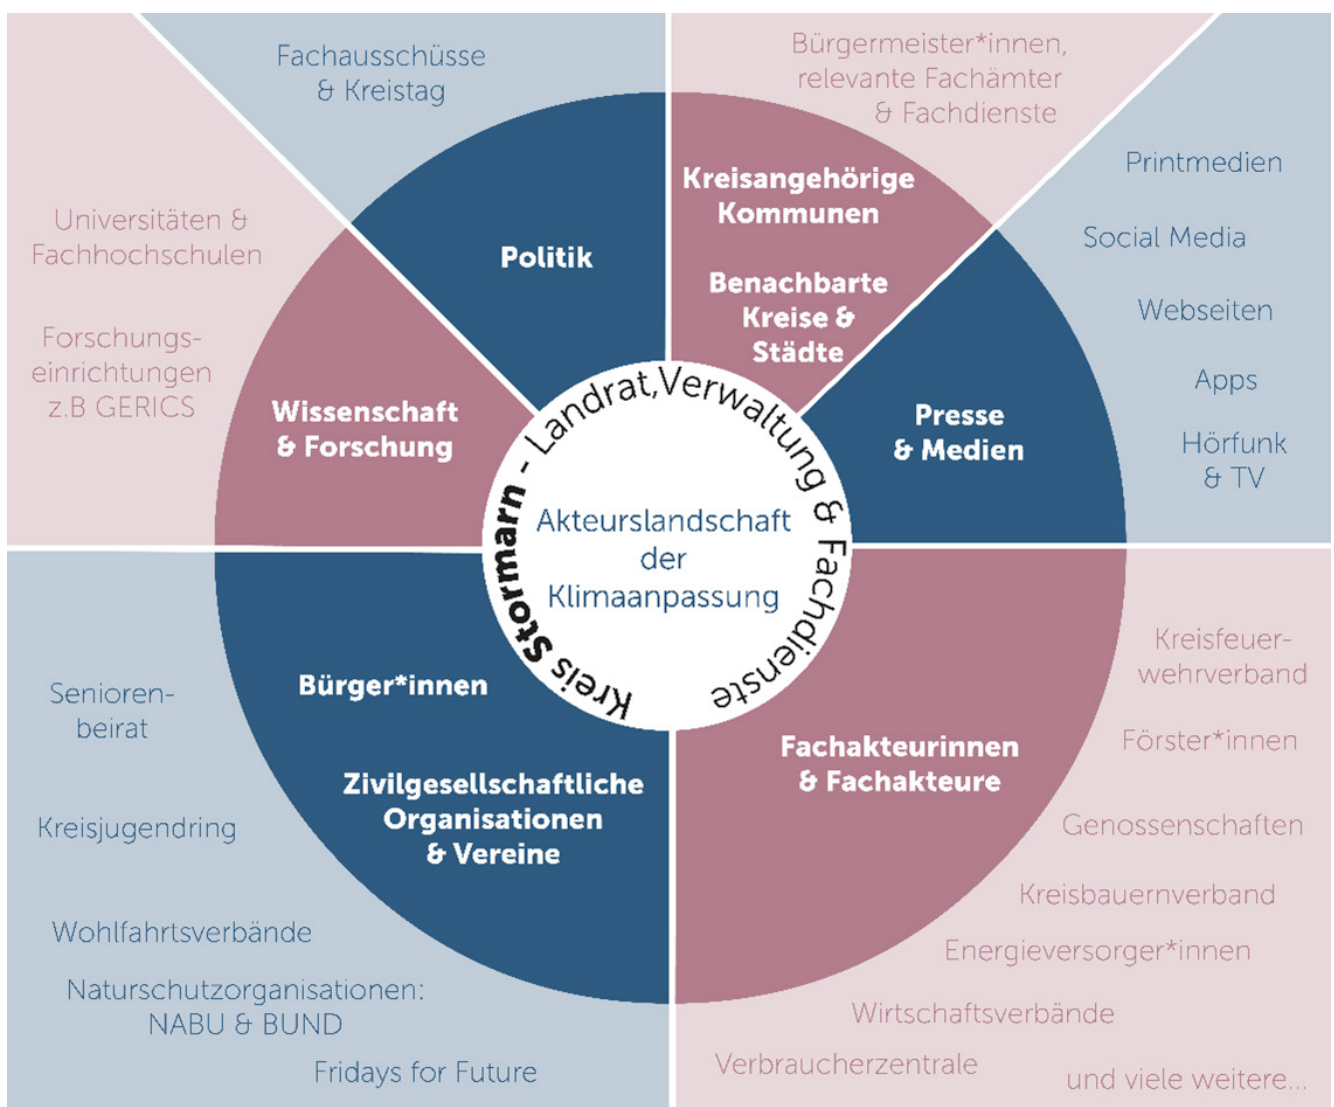 Fachausschüsse
& Kreistag
Bürgermeister*innen,
relevante Fachämter
& Fachdienste
Universitäten &
Fachhochschulen
Forschungs-
einrichtungen
z.B GERICS
Politik
Kreisangehörige
Kommunen
Benachbarte
Kreise &
Städte
Printmedien
Social Media
Webseiten
Apps
Hörfunk
& TV
Wissenschaft
& Forschung
Presse
& Medien
Kreis Stormarn - Landrat,Verwaltung & Fachdienste
Akteurslandschaft
der
Klimaanpassung
Bürger*innen
Zivilgesellschaftliche
Organisationen
& Vereine
Senioren-
beirat
Kreisjugendring
Wohlfahrtsverbände
Naturschutzorganisationen:
NABU & BUND
Fridays for Future
Fachakteurinnen
& Fachakteure
Kreisfeuer-
wehrverband
Förster*innen
Genossenschaften
Kreisbauernverband
Energieversorger*innen
Wirtschaftsverbände
Verbraucherzentrale
und viele weitere...